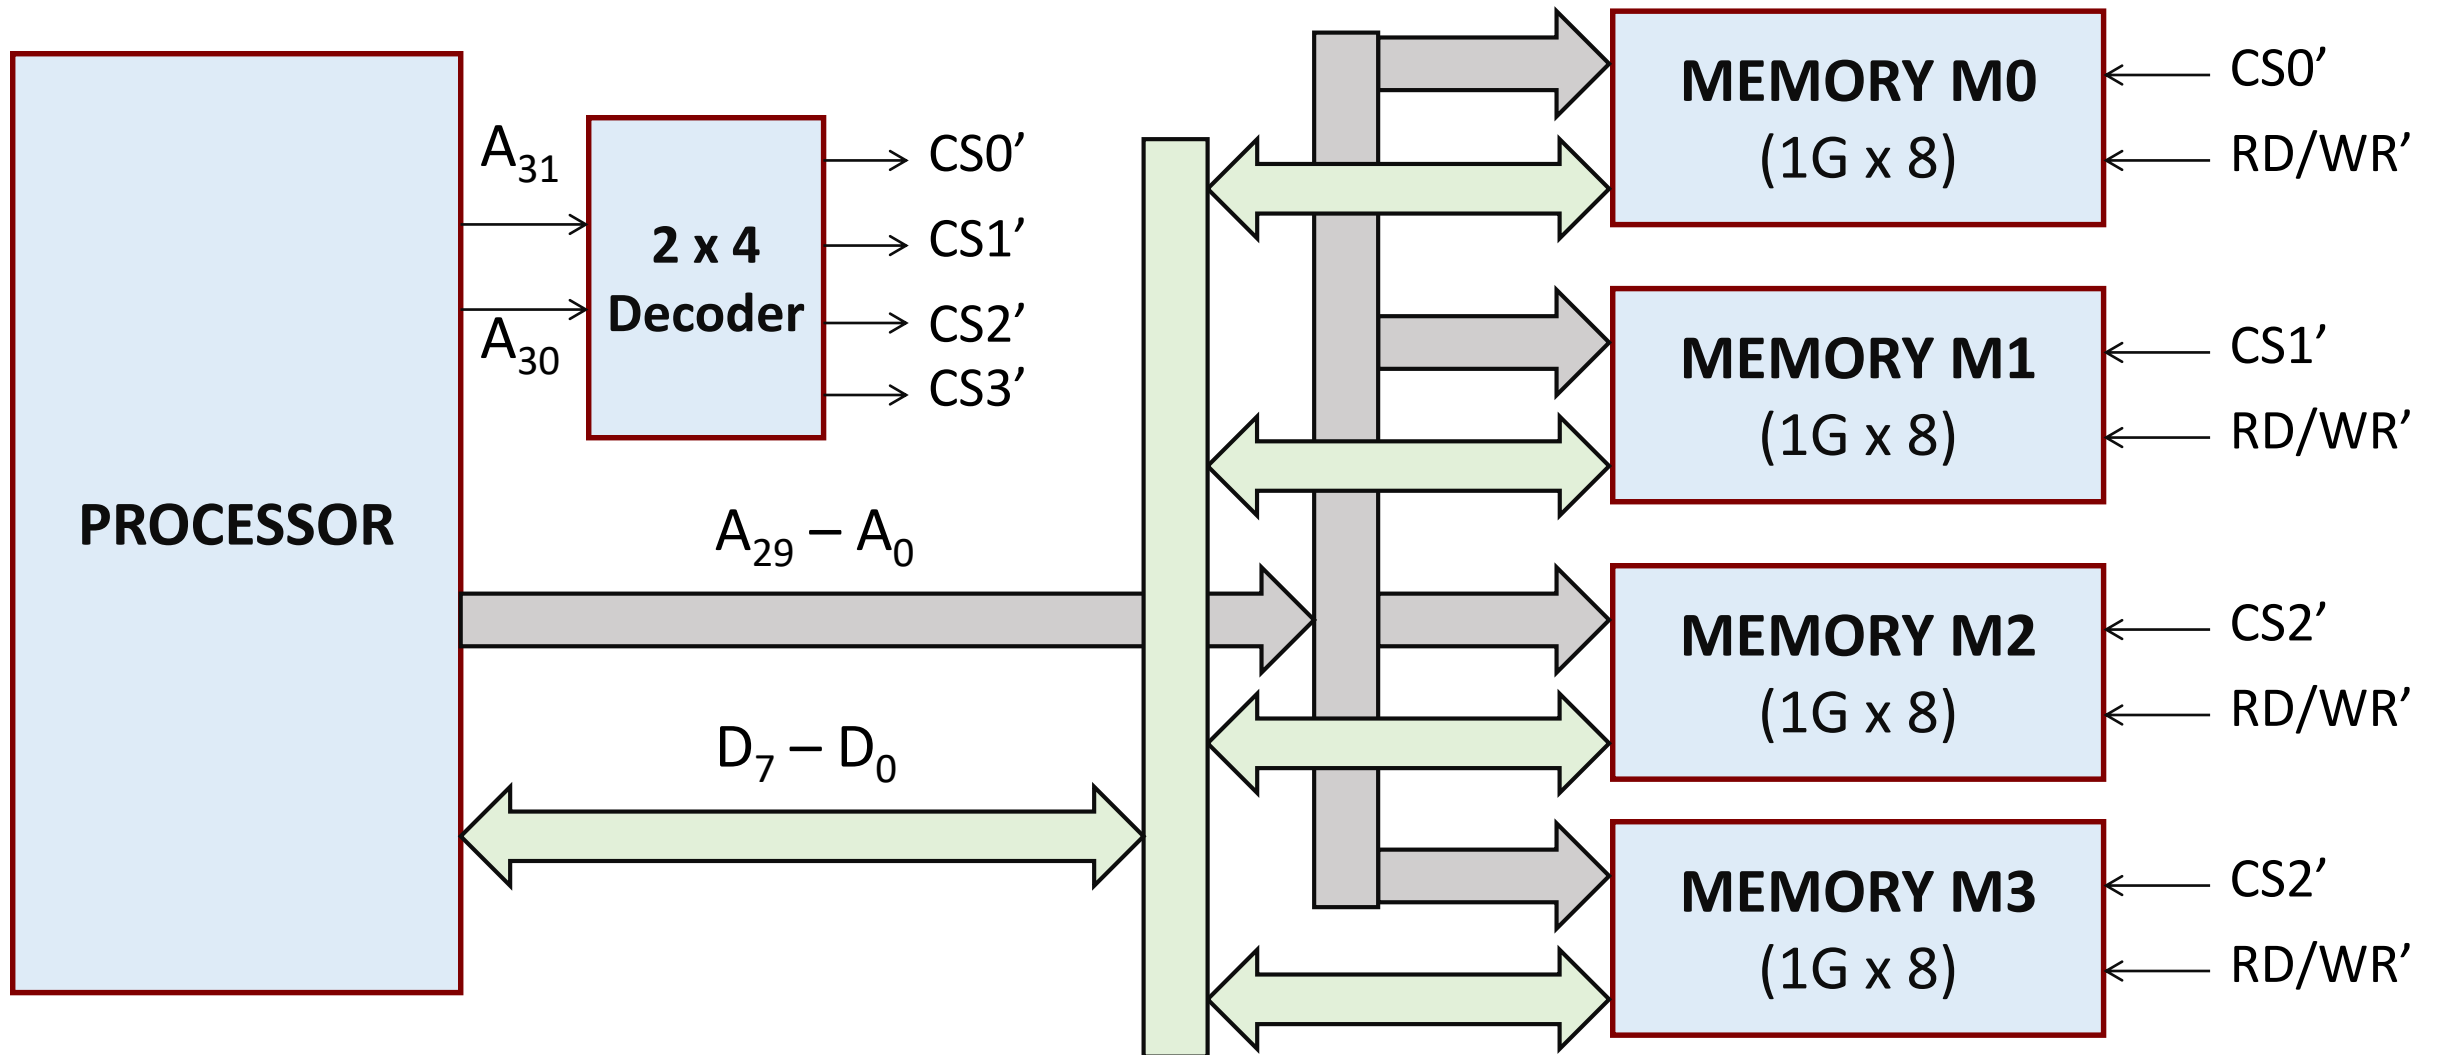 PROCESSOR
A31
A30
2 x 4
Decoder
CS0’
CS1’
CS2’
CS3’
A29 – A0
D7 – D0
MEMORY M0
(1G x 8)
CS0’
RD/WR’
MEMORY M1
(1G x 8)
CS1’
RD/WR’
MEMORY M2
(1G x 8)
CS2’
RD/WR’
MEMORY M3
(1G x 8)
CS2’
RD/WR’